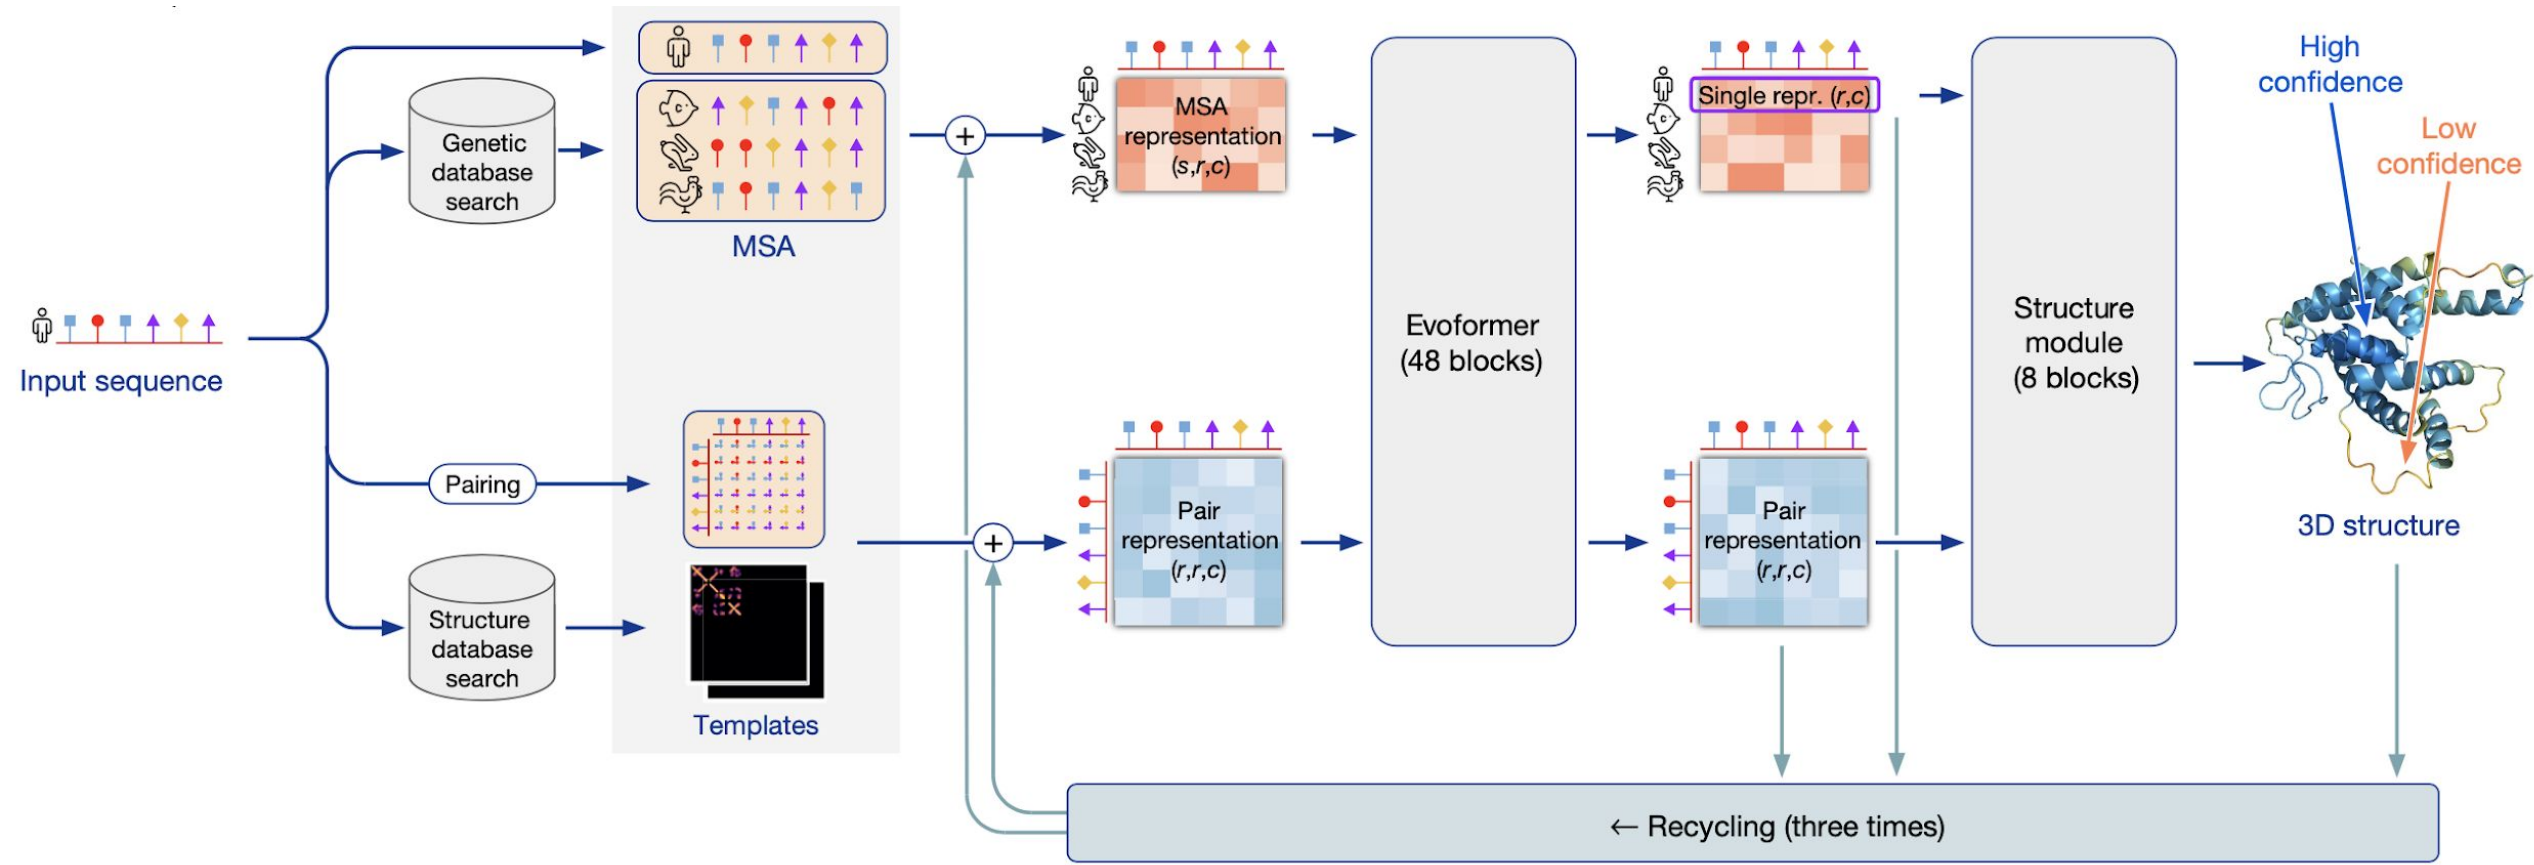 Input sequence
Genetic
database
search
Pairing
Structure
database
search
MSA
Templates
+
+
MSA
representation
(s,r,c)
Pair
representation
(r,r,c)
Evoformer
(48 blocks)
Single repr. (r,c)
Pair
representation
(r,r,c)
Structure
module
(8 blocks)
High
confidence
Low
confidence
3D structure
← Recycling (three times)